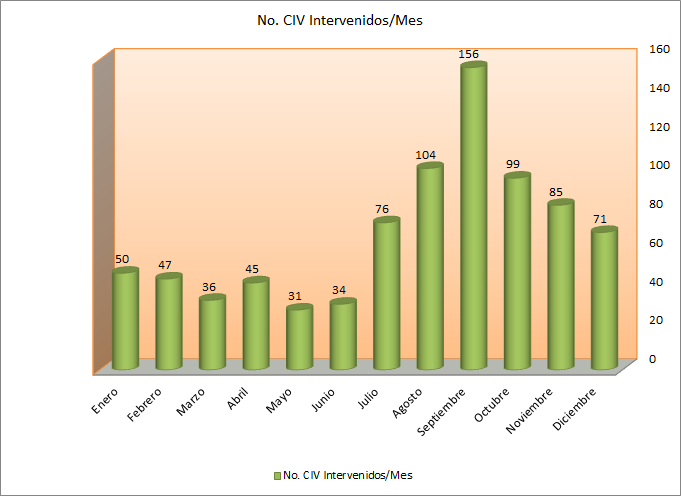 No. CIV Intervenidos/Mes
160
140
120
100
80
60
40
20
0
50
47
36
45
31
34
76
104
156
99
85
71
Enero
Febrero
Marzo
Abril
Mayo
Junio
Julio
Agosto
Septiembre
Octubre
Noviembre
Diciembre
No. CIV Intervenidos/Mes